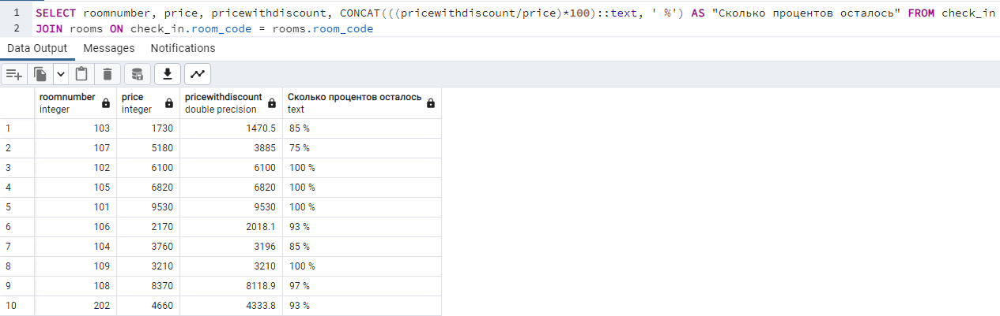 1 SELECT roomnumber, price, pricewithdiscount, CONCAT(((pricewithdiscount/price)*100)::text, ' %') AS "Сколько процентов осталось" FROM check_in
2 JOIN rooms ON check_in.room_code = rooms.room_code
Data Output Messages Notifications
roomnumber price pricewithdiscount Сколько процентов осталось
integer integer double precision text
1 103 1730 1470.5 85 %
2 107 5180 3885 75 %
3 102 6100 6100 100 %
4 105 6820 6820 100 %
5 101 9530 9530 100 %
6 106 2170 2018.1 93 %
7 104 3760 3196 85 %
8 109 3210 3210 100 %
9 108 8370 8118.9 97 %
10 202 4660 4333.8 93 %